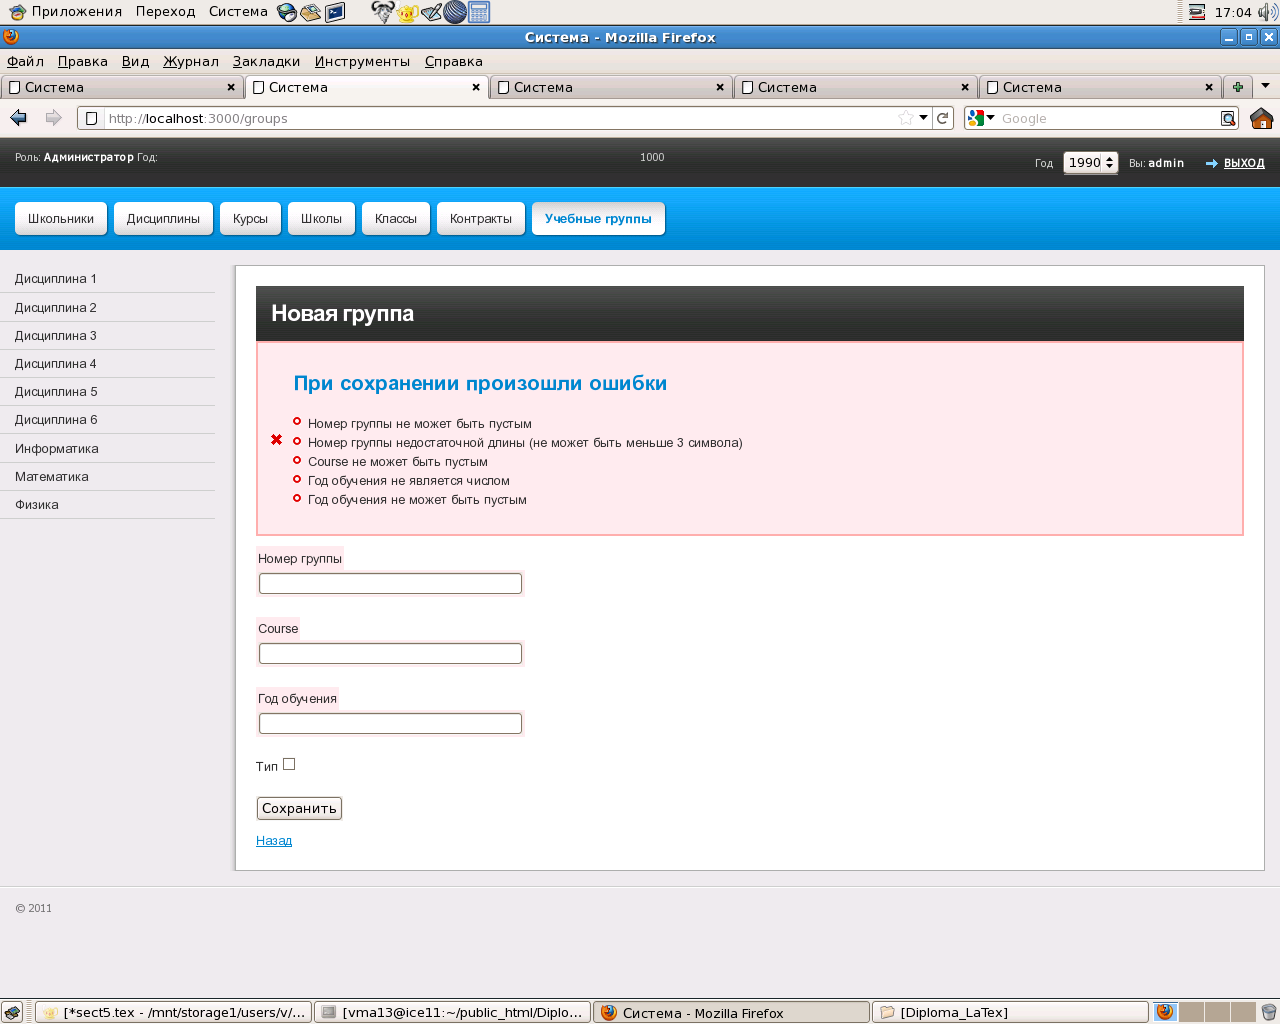 Приложения Переход Система 17:04
Система - Mozilla Firefox
Файл Правка Вид Журнал Закладки Инструменты Справка
Система Система Система Система Система
http://localhost:3000/groups Google
Роль: Администратор Год: 1000 Год 1990 Вы: admin ВЫХОД
Школьники Дисциплины Курсы Школы Классы Контракты Учебные группы
Дисциплина 1
Дисциплина 2
Дисциплина 3
Дисциплина 4
Дисциплина 5
Дисциплина 6
Информатика
Математика
Физика
Новая группа
При сохранении произошли ошибки
Номер группы не может быть пустым
Номер группы недостаточной длины (не может быть меньше 3 символа)
Course не может быть пустым
Год обучения не является числом
Год обучения не может быть пустым
Номер группы
Course
Год обучения
Тип
Сохранить
Назад
© 2011
[*sect5.tex - /mnt/storage1/users/v/... [vma13@ice11:~/public_html/Diplo... Система - Mozilla Firefox [Diploma_LaTex]